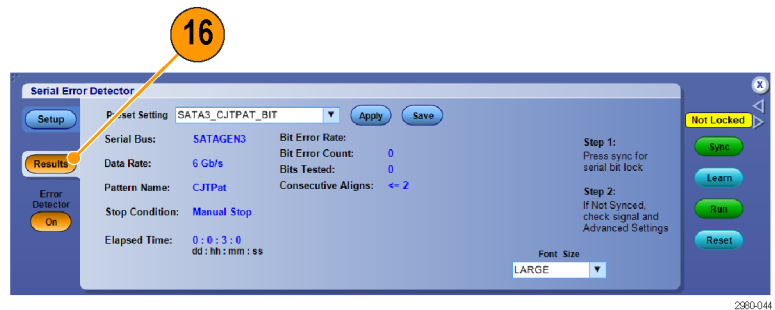 16
Serial Error Detector
x
Setup
Preset Setting SATA3_CJTPAT_BIT Apply Save
Not Locked
Serial Bus: SATAGEN3 Bit Error Rate:
Step 1:
Sync
Results
Data Rate: 6 Gb/s Bit Error Count: 0
Press sync for
serial bit lock
Bits Tested: 0
Learn
Pattern Name: CJTPat Consecutive Aligns: <= 2
Step 2:
Error
Detector
On
Stop Condition: Manual Stop
If Not Synced,
check signal and
Advanced Settings
Run
Elapsed Time: 0 : 0 : 3 : 0
dd : hh : mm : ss
Reset
Font Size
LARGE
2980-044